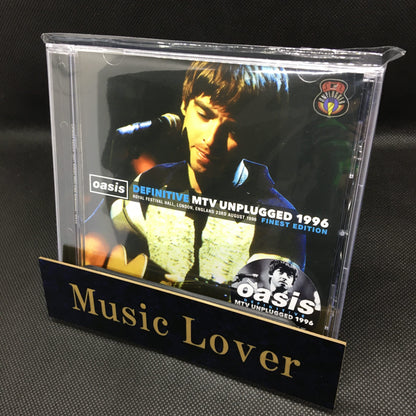 oasis
DEFINITIVE MTV UNPLUGGED 1996
ROYAL FESTIVAL HALL, LONDON, ENGLAND 23RD AUGUST 1996 FINEST EDITION
oasis
MTV UNPLUGGED 1996
Music Lover